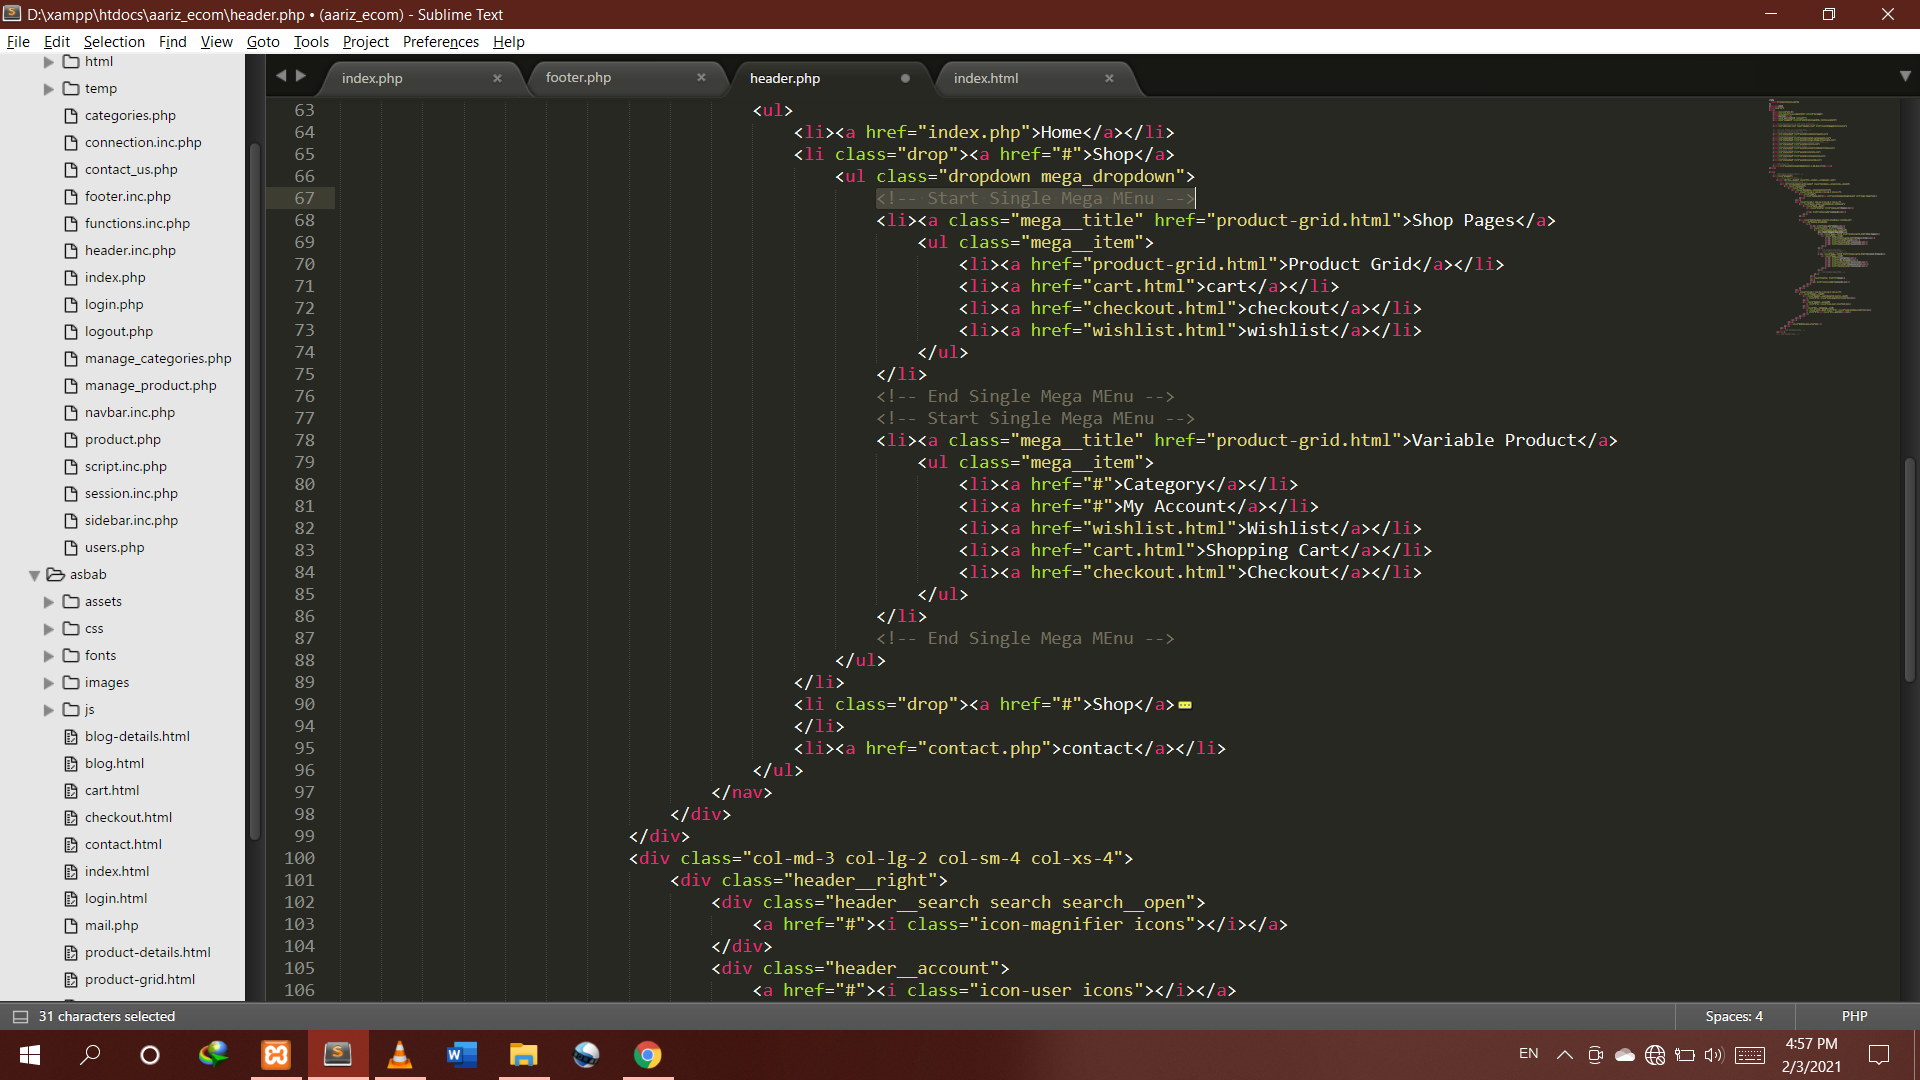 D:\xampp\htdocs\aariz_ecom\header.php • (aariz_ecom) - Sublime Text
File Edit Selection Find View Goto Tools Project Preferences Help
html
temp
categories.php
connection.inc.php
contact_us.php
footer.inc.php
functions.inc.php
header.inc.php
index.php
login.php
logout.php
manage_categories.php
manage_product.php
navbar.inc.php
product.php
script.inc.php
session.inc.php
sidebar.inc.php
users.php
asbab
assets
css
fonts
images
js
blog-details.html
blog.html
cart.html
checkout.html
contact.html
index.html
login.html
mail.php
product-details.html
product-grid.html
index.php footer.php header.php index.html
63 <ul>
64 <li><a href="index.php">Home</a></li>
65 <li class="drop"><a href="#">Shop</a>
66 <ul class="dropdown mega_dropdown">
67 <!-- Start Single Mega MEnu -->
68 <li><a class="mega__title" href="product-grid.html">Shop Pages</a>
69 <ul class="mega__item">
70 <li><a href="product-grid.html">Product Grid</a></li>
71 <li><a href="cart.html">cart</a></li>
72 <li><a href="checkout.html">checkout</a></li>
73 <li><a href="wishlist.html">wishlist</a></li>
74 </ul>
75 </li>
76 <!-- End Single Mega MEnu -->
77 <!-- Start Single Mega MEnu -->
78 <li><a class="mega__title" href="product-grid.html">Variable Product</a>
79 <ul class="mega__item">
80 <li><a href="#">Category</a></li>
81 <li><a href="#">My Account</a></li>
82 <li><a href="wishlist.html">Wishlist</a></li>
83 <li><a href="cart.html">Shopping Cart</a></li>
84 <li><a href="checkout.html">Checkout</a></li>
85 </ul>
86 </li>
87 <!-- End Single Mega MEnu -->
88 </ul>
89 </li>
90 <li class="drop"><a href="#">Shop</a>
94 </li>
95 <li><a href="contact.php">contact</a></li>
96 </ul>
97 </nav>
98 </div>
99 </div>
100 <div class="col-md-3 col-lg-2 col-sm-4 col-xs-4">
101 <div class="header__right">
102 <div class="header__search search search__open">
103 <a href="#"><i class="icon-magnifier icons"></i></a>
104 </div>
105 <div class="header__account">
106 <a href="#"><i class="icon-user icons"></i></a>
31 characters selected
Spaces: 4 PHP
EN
4:57 PM
2/3/2021